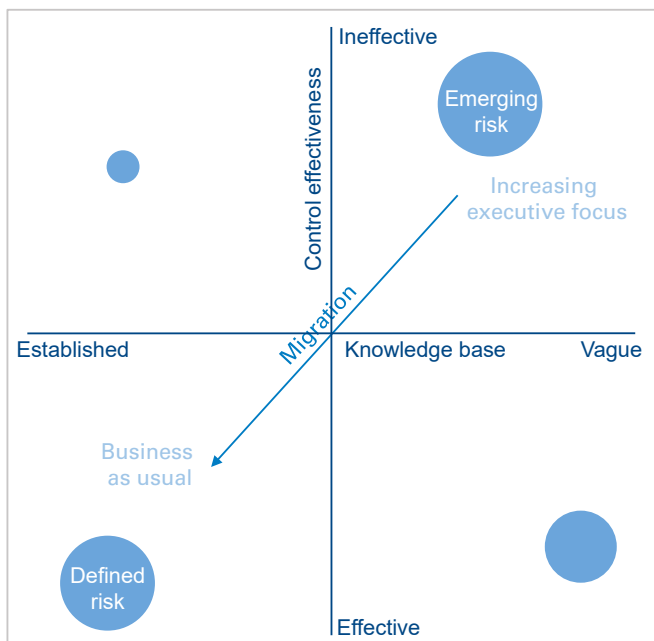 Ineffective
Control effectiveness
Emerging
risk
Increasing
executive focus
Migration
Established
Knowledge base
Vague
Business
as usual
Defined
risk
Effective